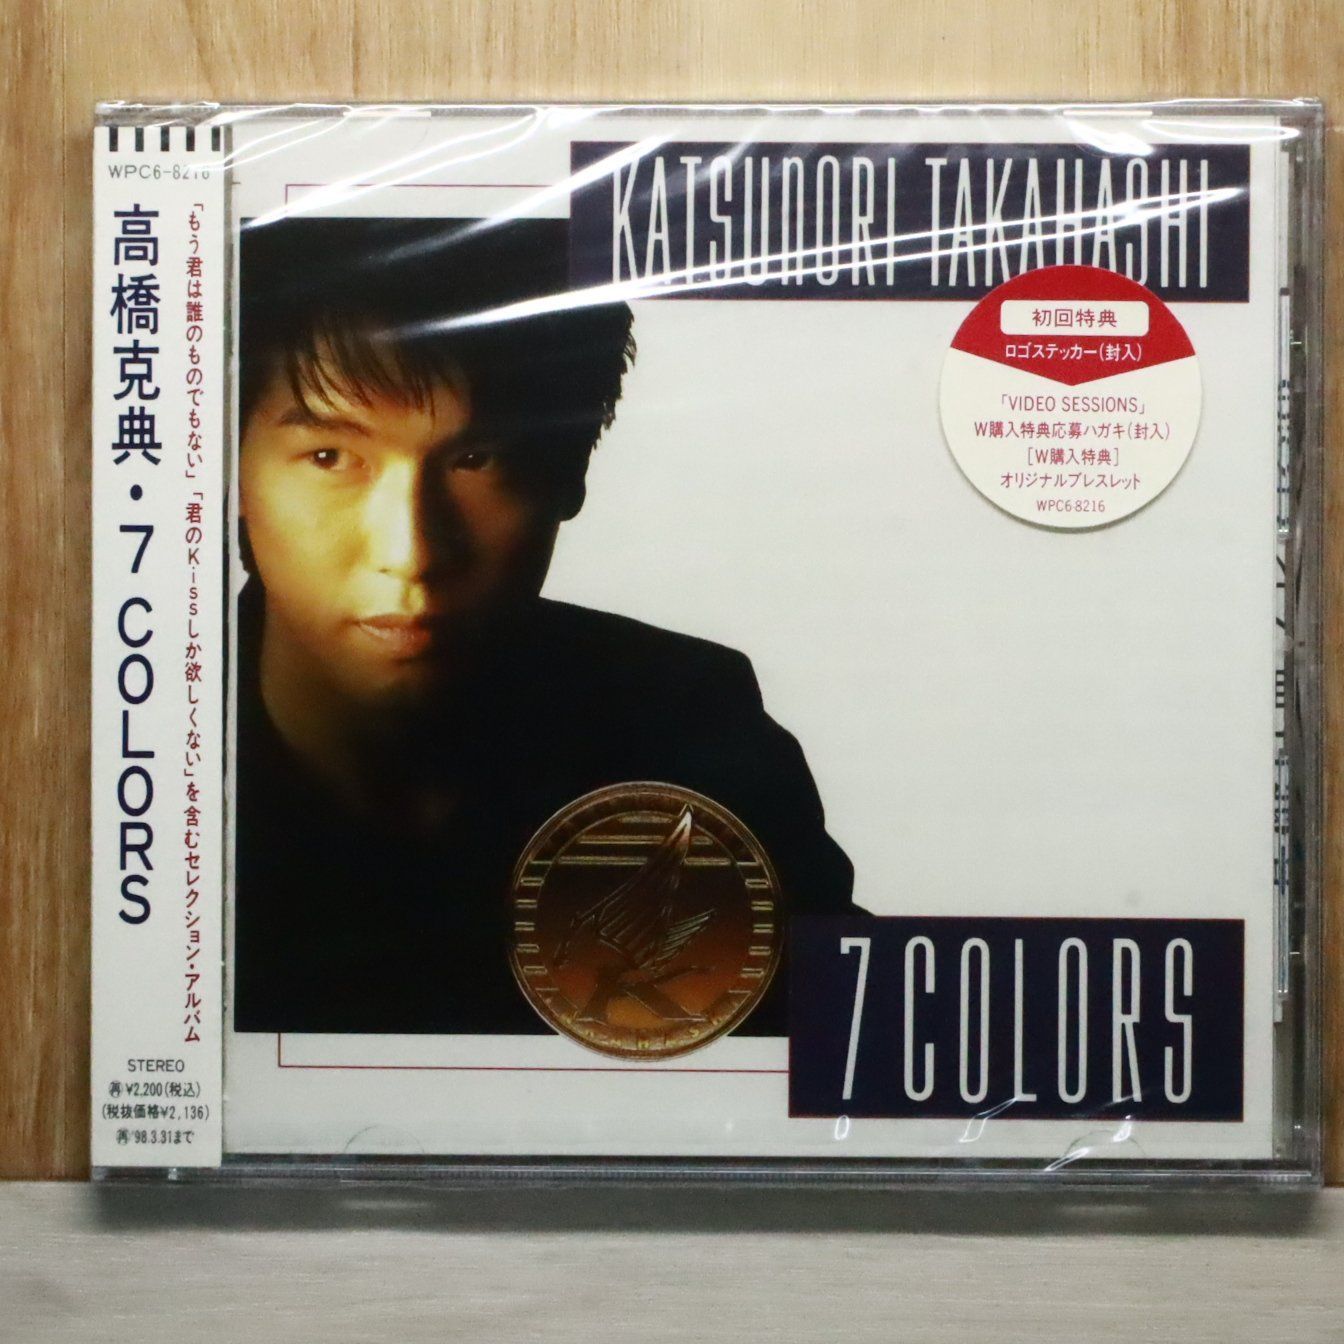 WPC6-8216
高橋克典・7 COLORS
「もう君は誰のものでもない」「君のKissしか欲しくない」を含むセレクション・アルバム
STEREO
再¥2,200(税込)
(税抜価格¥2,136)
再'98.3.31まで
KATSUNORI TAKAHASHI
初回特典
ロゴステッカー(封入)
「VIDEO SESSIONS」
W購入特典応募ハガキ(封入)
[W購入特典]
オリジナルブレスレット
WPC6-8216
7 COLORS